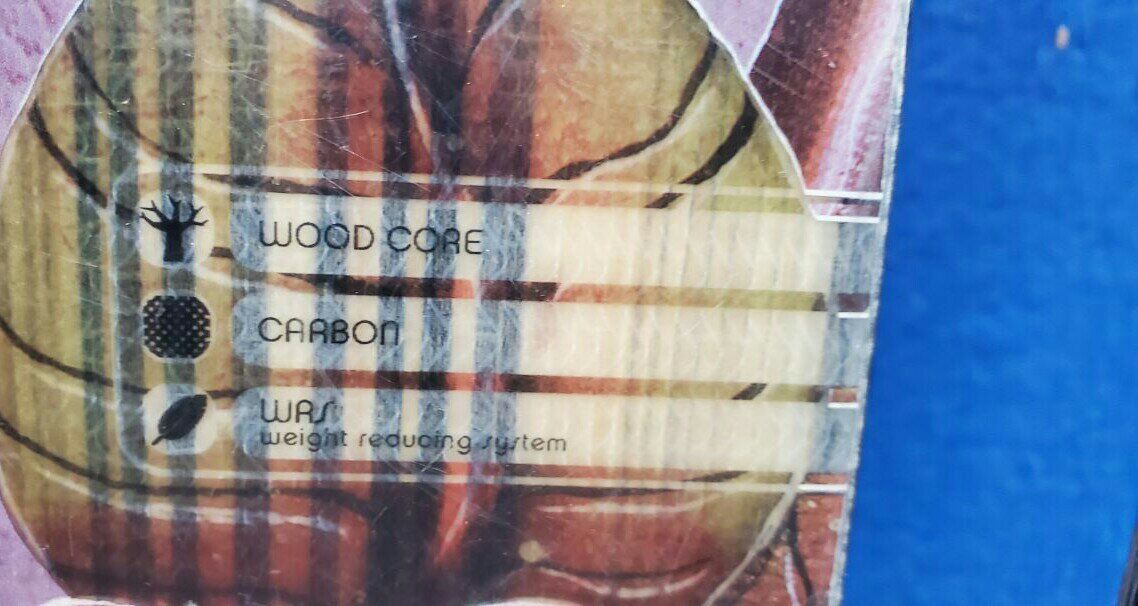 WOOD CORE
CARBON
WRS
weight reducing system